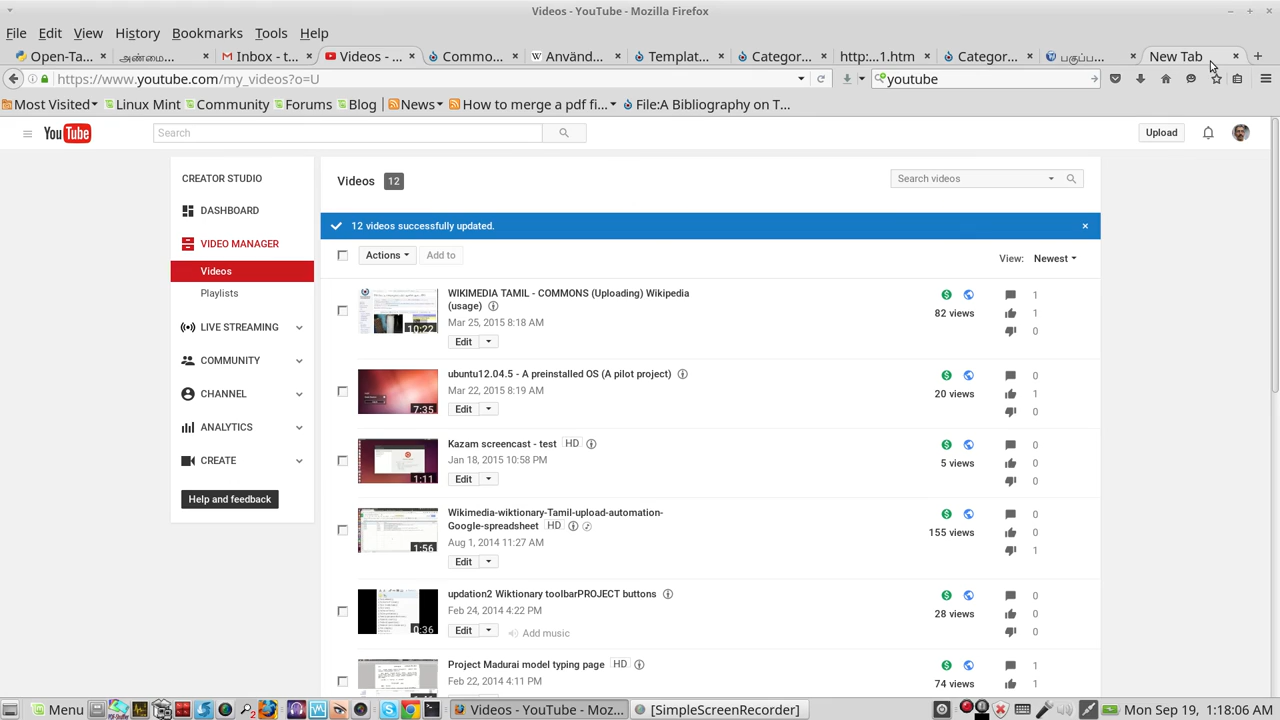 Videos - YouTube - Mozilla Firefox
File Edit View History Bookmarks Tools Help
Open-Ta... அண்மை... Inbox - t... Videos - ... Commo... Använd... Templat... Categor... http:...1.htm Categor... பகுப்ப... New Tab
https://www.youtube.com/my_videos?o=U youtube
Most Visited Linux Mint Community Forums Blog News How to merge a pdf fi... File:A Bibliography on T...
YouTube Search Upload
CREATOR STUDIO
DASHBOARD
VIDEO MANAGER
Videos
Playlists
LIVE STREAMING
COMMUNITY
CHANNEL
ANALYTICS
CREATE
Help and feedback
Videos 12 Search videos
12 videos successfully updated.
Actions Add to View: Newest
WIKIMEDIA TAMIL - COMMONS (Uploading) Wikipedia
(usage)
Mar 25, 2015 8:18 AM
10:22
Edit
82 views
1
1
0
ubuntu12.04.5 - A preinstalled OS (A pilot project)
Mar 22, 2015 8:19 AM
7:35
Edit
20 views
0
1
0
Kazam screencast - test HD
Jan 18, 2015 10:58 PM
1:11
Edit
5 views
0
0
0
Wikimedia-wiktionary-Tamil-upload-automation-
Google-spreadsheet HD
Aug 1, 2014 11:27 AM
1:56
Edit
155 views
0
0
1
updation2 Wiktionary toolbarPROJECT buttons
Feb 24, 2014 4:22 PM
0:36
Edit Add music
28 views
0
0
0
Project Madurai model typing page HD
Feb 22, 2014 4:11 PM
74 views
1
0
Menu Videos - YouTube - Moz... [SimpleScreenRecorder] Mon Sep 19, 1:18:06 AM